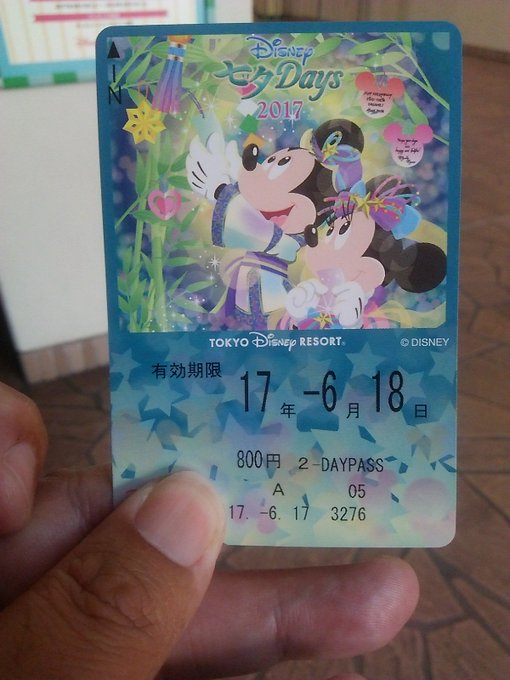 IN
Disney
七夕Days
2017
TOKYO Disney RESORT®
© DISNEY
有効期限
17年-6月18日
800円 2-DAYPASS
A 05
17.-6.17 3276